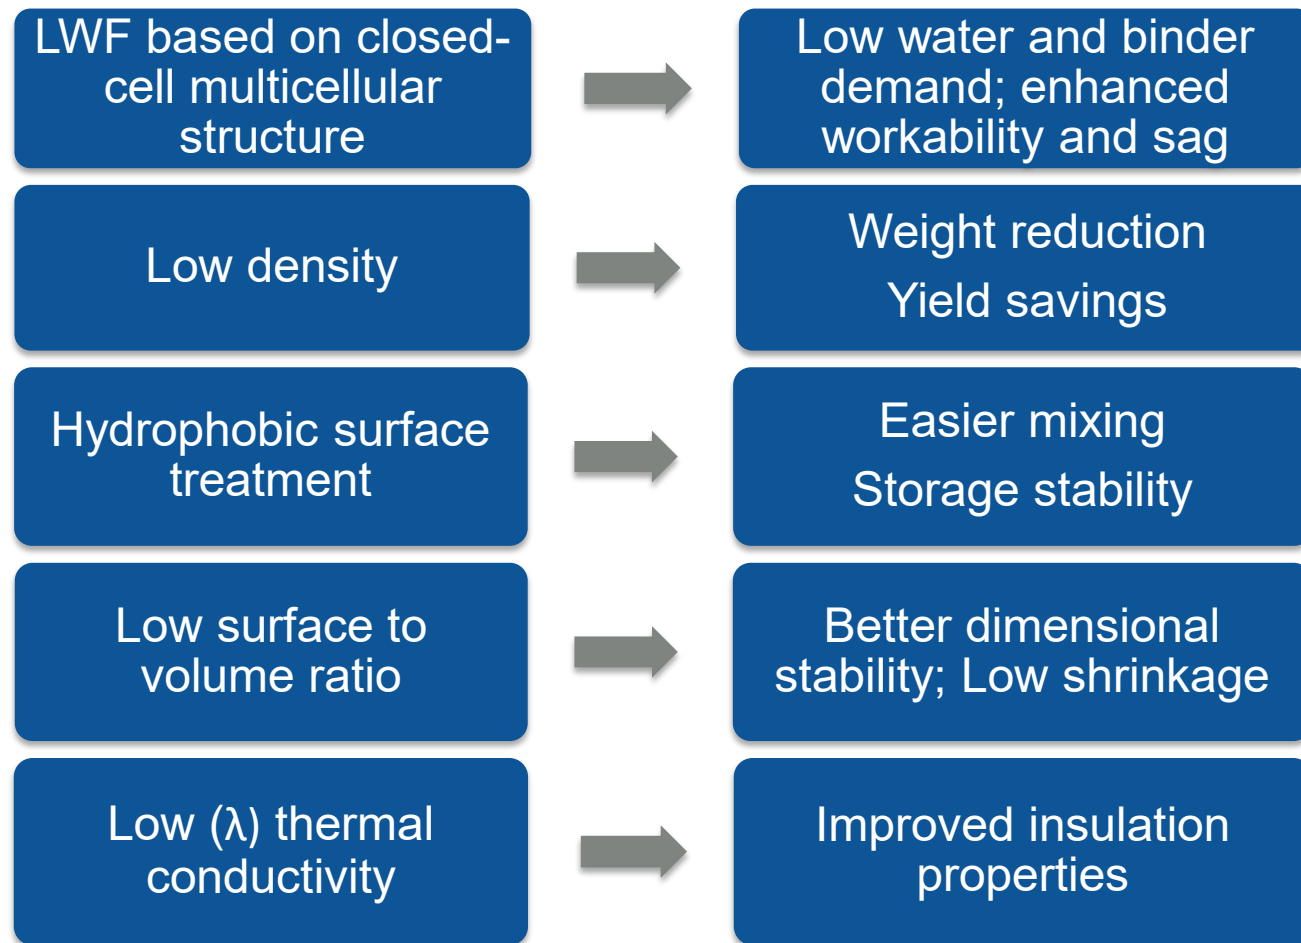 LWF based on closed-
cell multicellular
structure
Low water and binder
demand; enhanced
workability and sag
Low density
Weight reduction
Yield savings
Hydrophobic surface
treatment
Easier mixing
Storage stability
Low surface to
volume ratio
Better dimensional
stability; Low shrinkage
Low (λ) thermal
conductivity
Improved insulation
properties